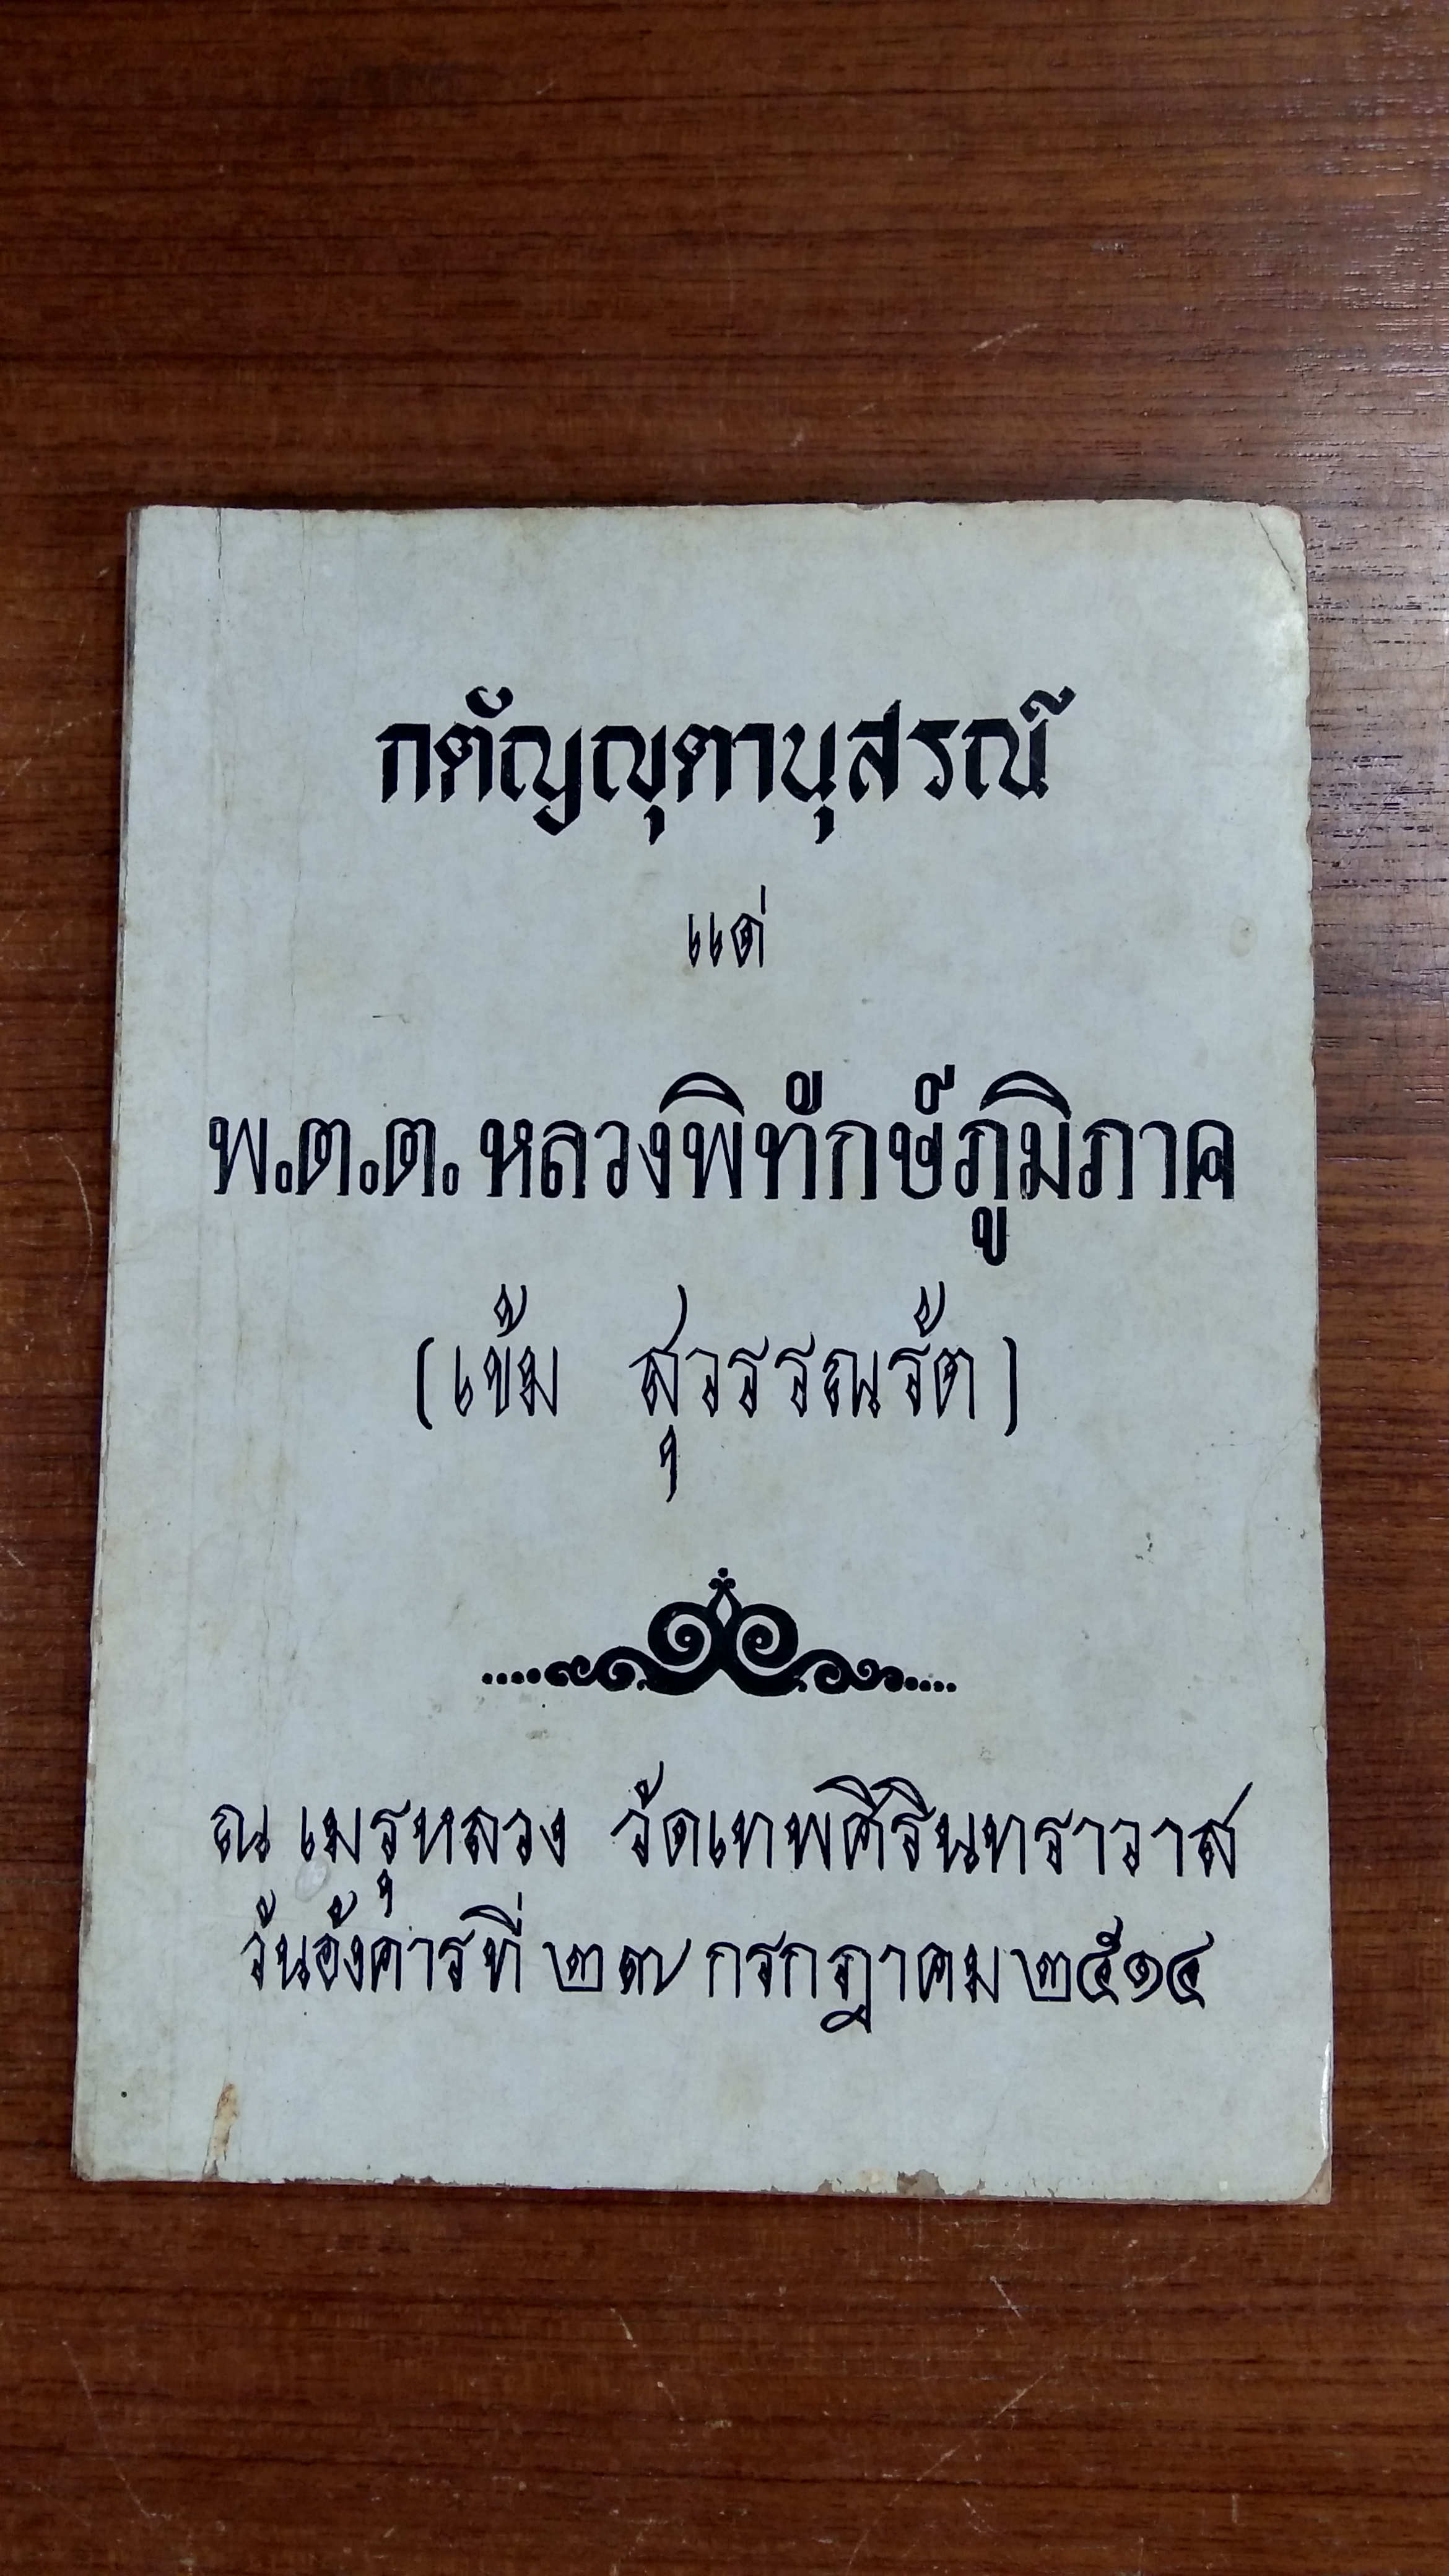 กตัญญุตานุสรณ์
แด่
พ.ต.ต. หลวงพิทักษ์ภูมิภาค
(เข้ม สุวรรณรัต)
ณ เมรุหลวง วัดเทพศิรินทราวาส
วันอังคารที่ ๒๗ กรกฎาคม ๒๕๑๔